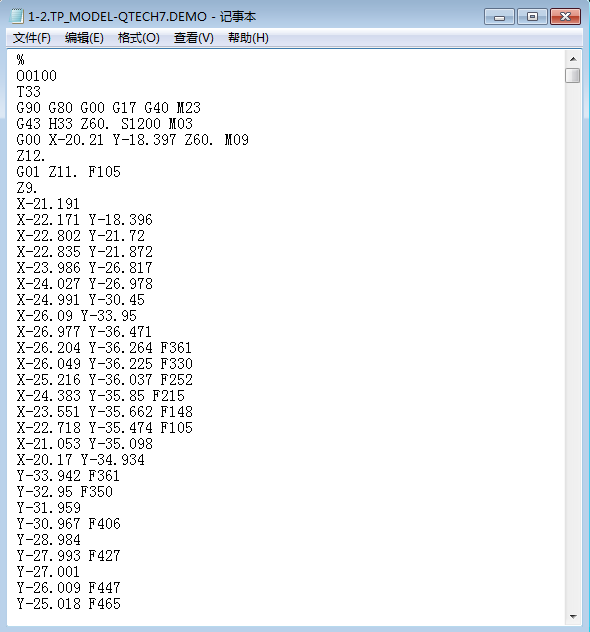 1-2.TP_MODEL-QTECH7.DEMO - 记事本
文件(F) 编辑(E) 格式(O) 查看(V) 帮助(H)
%
O0100
T33
G90 G80 G00 G17 G40 M23
G43 H33 Z60. S1200 M03
G00 X-20.21 Y-18.397 Z60. M09
Z12.
G01 Z11. F105
Z9.
X-21.191
X-22.171 Y-18.396
X-22.802 Y-21.72
X-22.835 Y-21.872
X-23.986 Y-26.817
X-24.027 Y-26.978
X-24.991 Y-30.45
X-26.09 Y-33.95
X-26.977 Y-36.471
X-26.204 Y-36.264 F361
X-26.049 Y-36.225 F330
X-25.216 Y-36.037 F252
X-24.383 Y-35.85 F215
X-23.551 Y-35.662 F148
X-22.718 Y-35.474 F105
X-21.053 Y-35.098
X-20.17 Y-34.934
Y-33.942 F361
Y-32.95 F350
Y-31.959
Y-30.967 F406
Y-28.984
Y-27.993 F427
Y-27.001
Y-26.009 F447
Y-25.018 F465